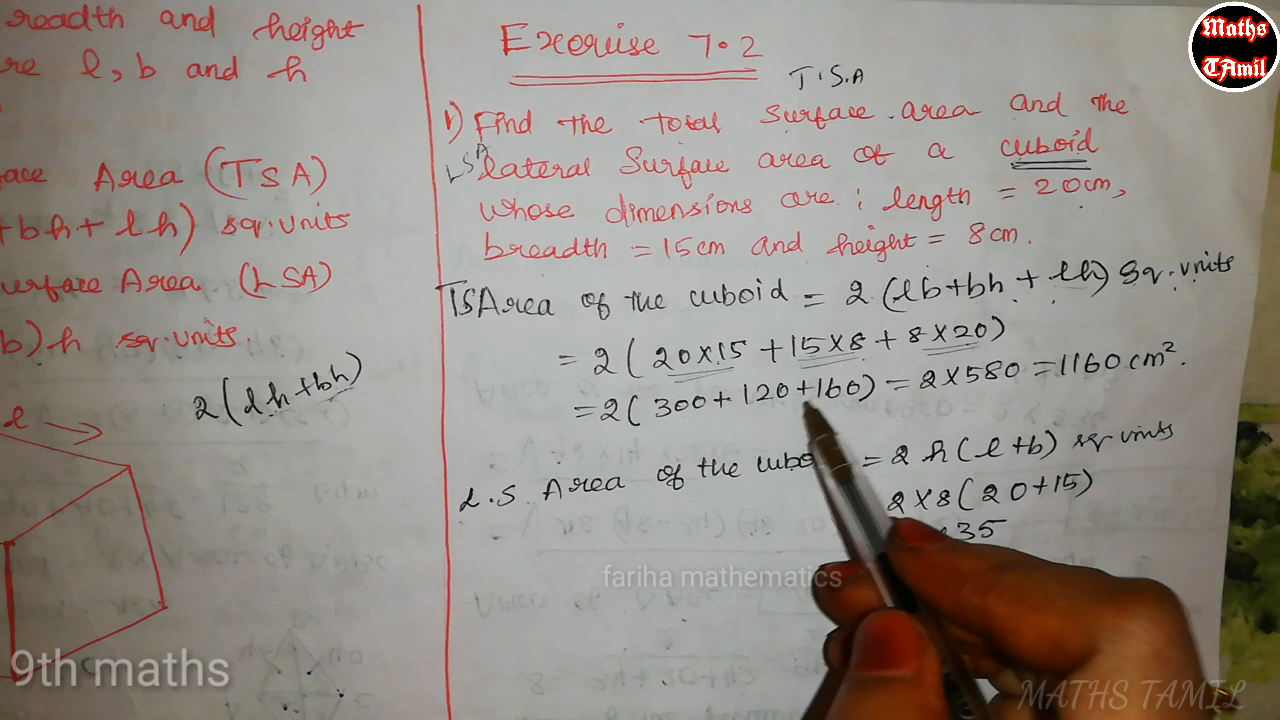 readth and height
re l, b and h
ace Area (TSA)
+bh+lh) sq.units
urface Area (LSA)
b)h sq.units.
2(lh+bh)
l
Exercise 7.2
T.S.A
1) Find the total surface area and the
LSA
lateral Surface area of a cuboid
whose dimensions are: length = 20cm,
breadth = 15cm and height = 8cm.
TSArea of the cuboid = 2(lb+bh+lh) Sq.units
= 2(20×15+15×8+8×20)
= 2(300+120+160) = 2×580 = 1160 cm².
L.S Area of the cubo = 2h(l+b) sq units
2×8(20+15)
×35
fariha mathematics
9th maths
MATHS TAMIL
Maths
TAmil